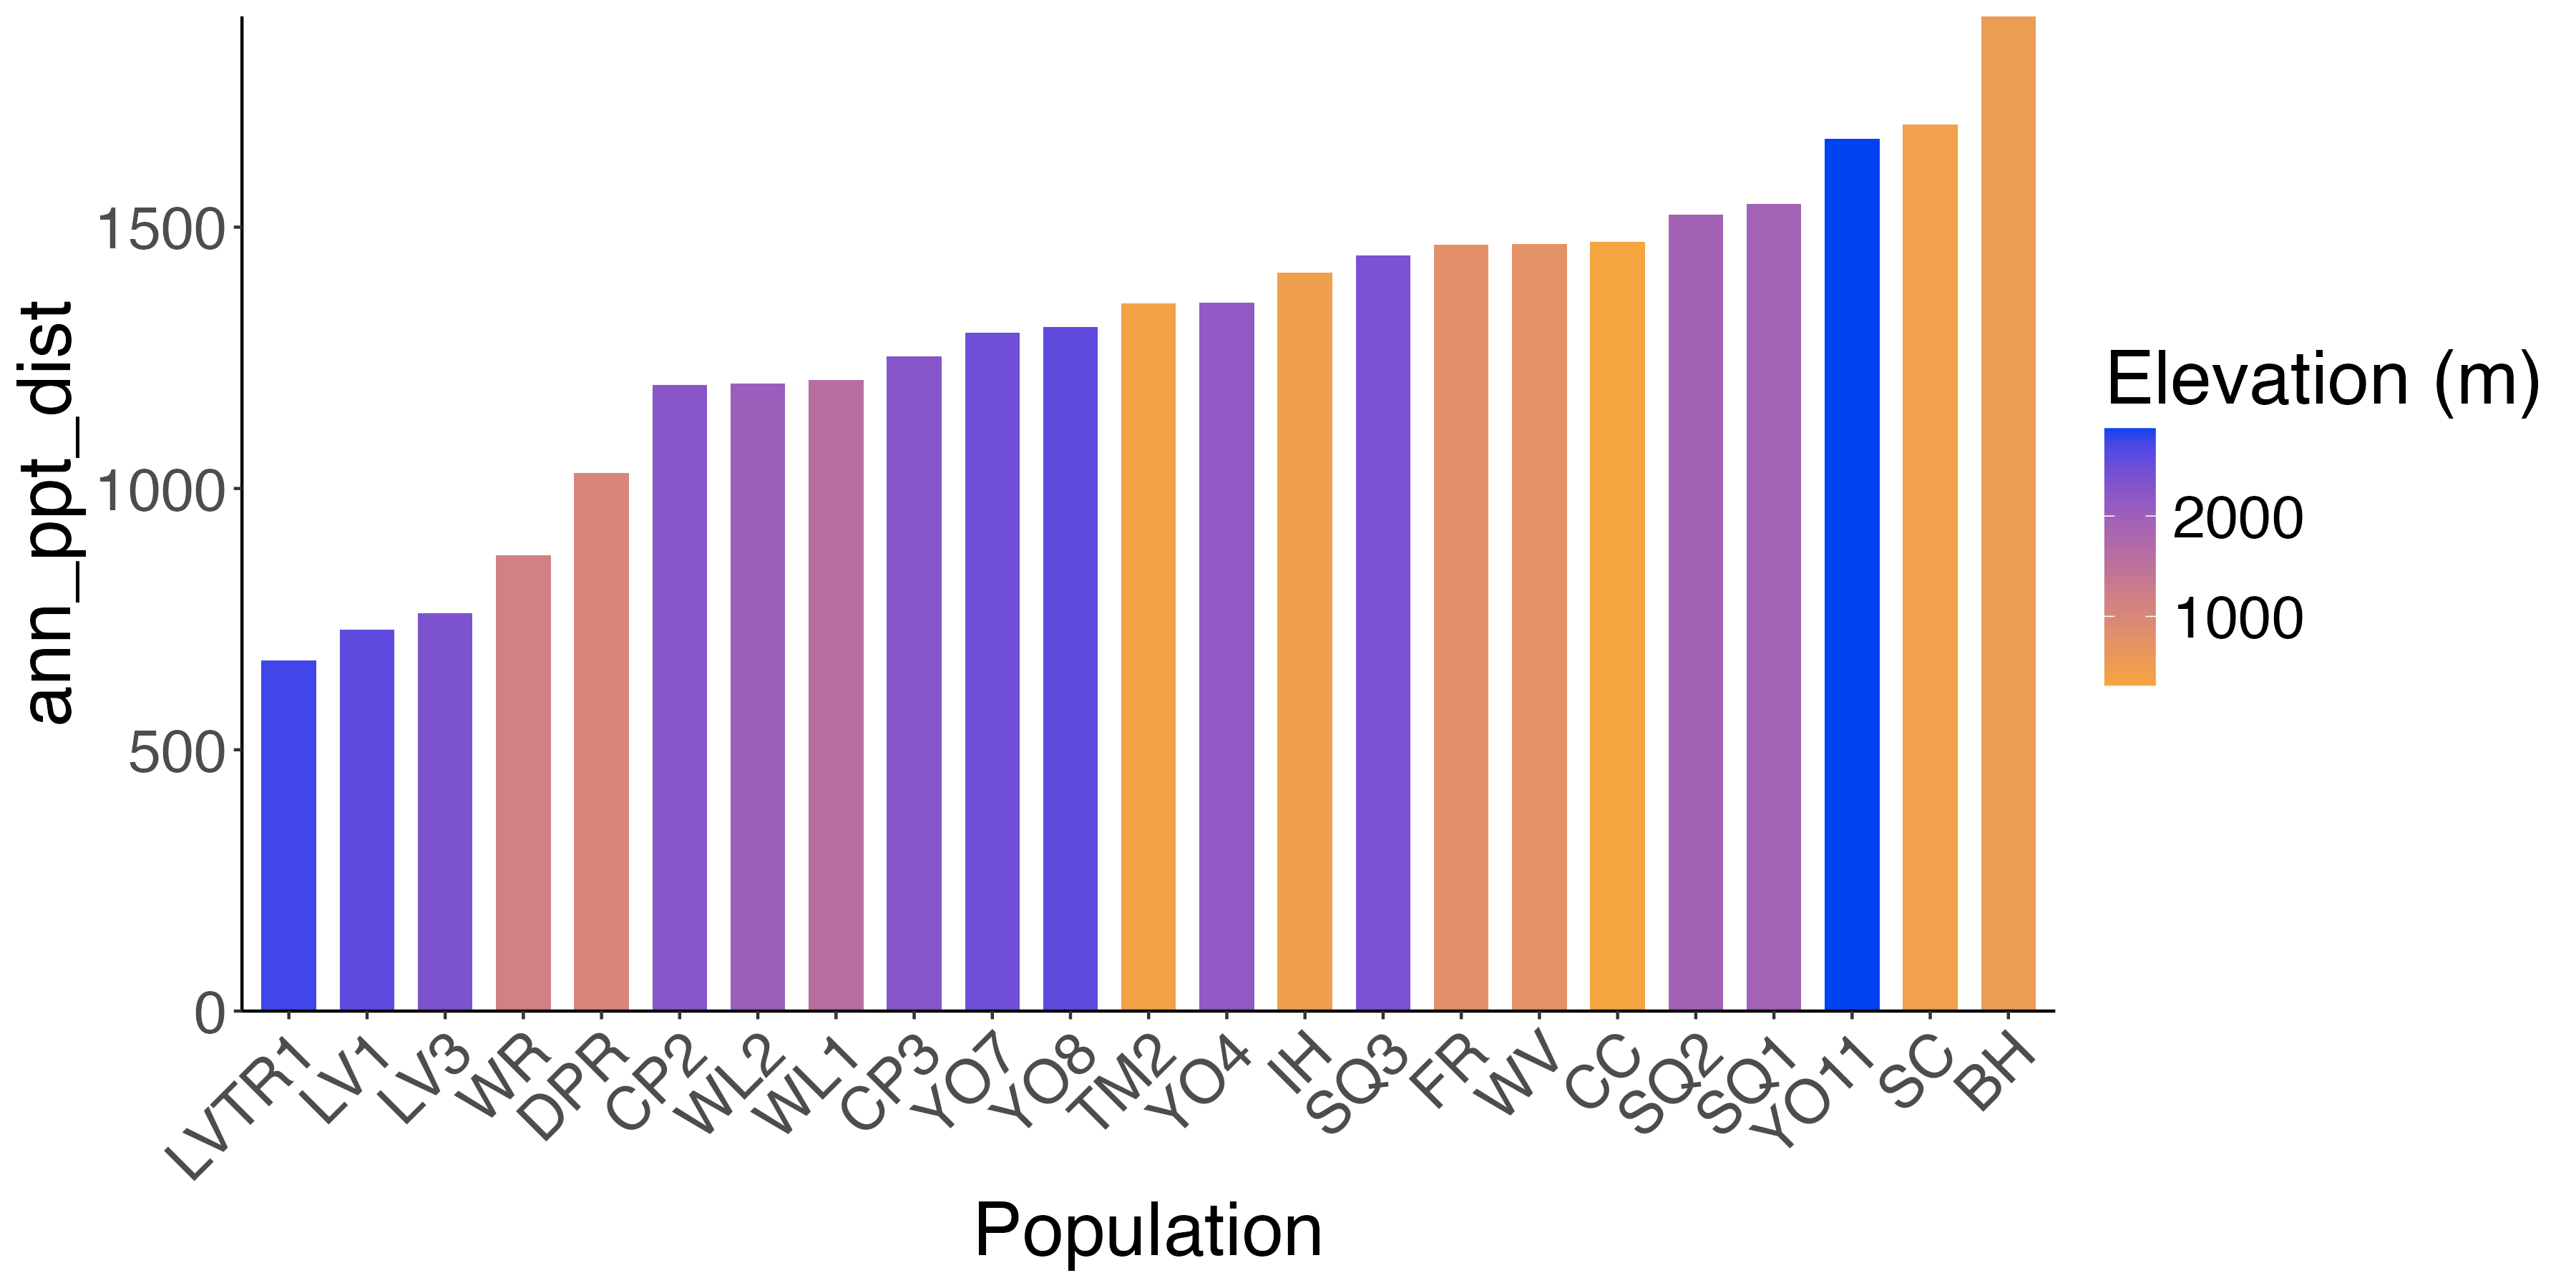 ann_ppt_dist
1500
1000
500
0
LVTR1
LV1
LV3
WR
DPR
CP2
WL2
WL1
CP3
YO7
YO8
TM2
YO4
IH
SQ3
FR
WV
CC
SQ2
SQ1
YO11
SC
BH
Population
Elevation (m)
2000
1000